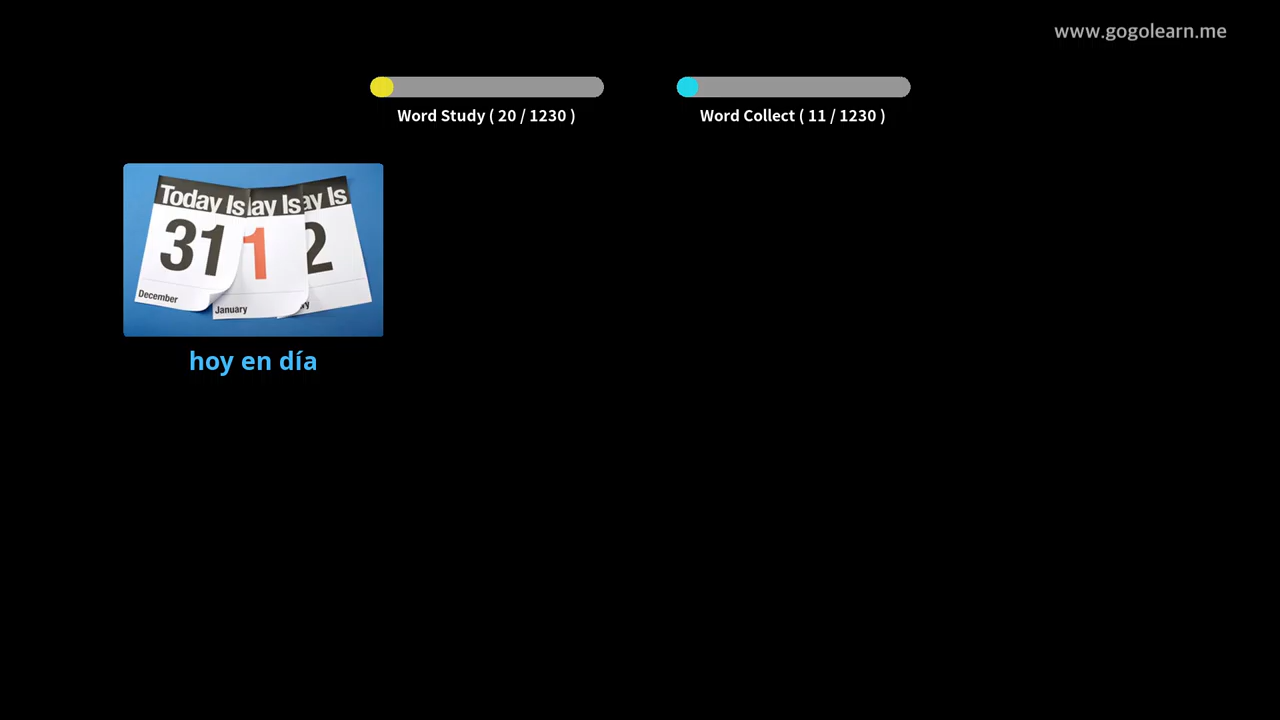 www.gogolearn.me
Word Study ( 20 / 1230 )
Word Collect ( 11 / 1230 )
Today Is
ay Is
ay Is
31
1
2
December
January
hoy en día